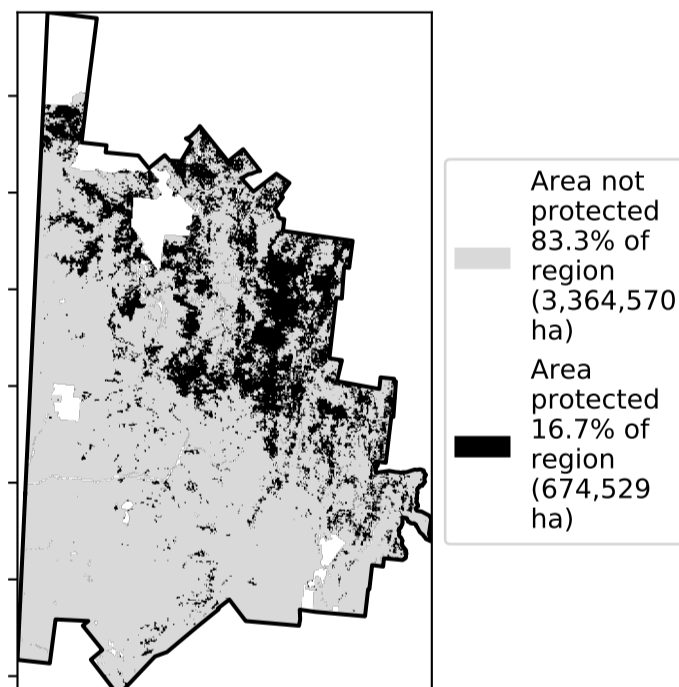 Area not
protected
83.3% of
region
(3,364,570
ha)
Area
protected
16.7% of
region
(674,529
ha)